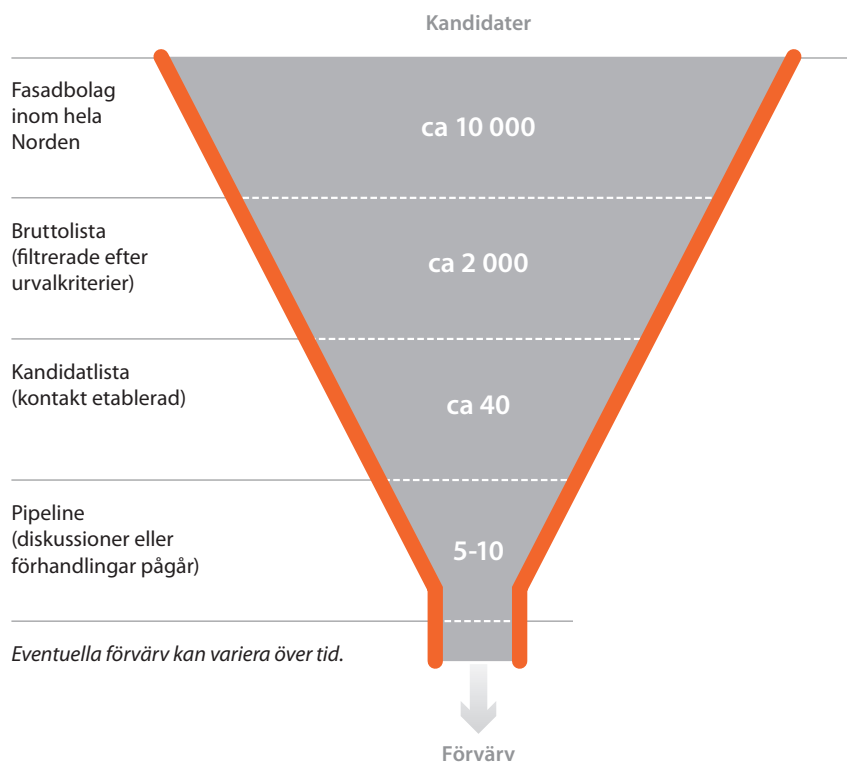 Kandidater
Fasadbolag
inom hela
Norden
ca 10 000
Bruttolista
(filtrerade efter
urvalkriterier)
ca 2 000
Kandidatlista
(kontakt etablerad)
ca 40
Pipeline
(diskussioner eller
förhandlingar pågår)
5-10
Eventuella förvärv kan variera över tid.
Förvärv